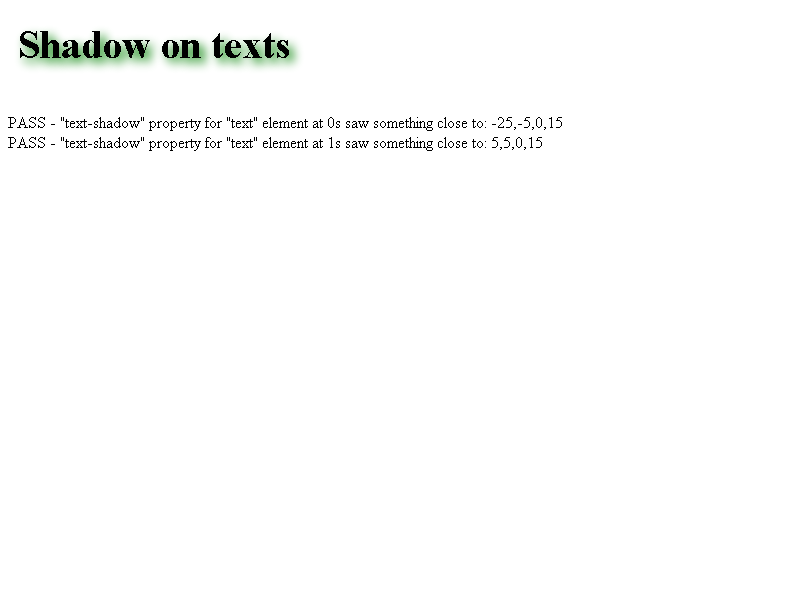 Shadow on texts
PASS - "text-shadow" property for "text" element at 0s saw something close to: -25,-5,0,15
PASS - "text-shadow" property for "text" element at 1s saw something close to: 5,5,0,15